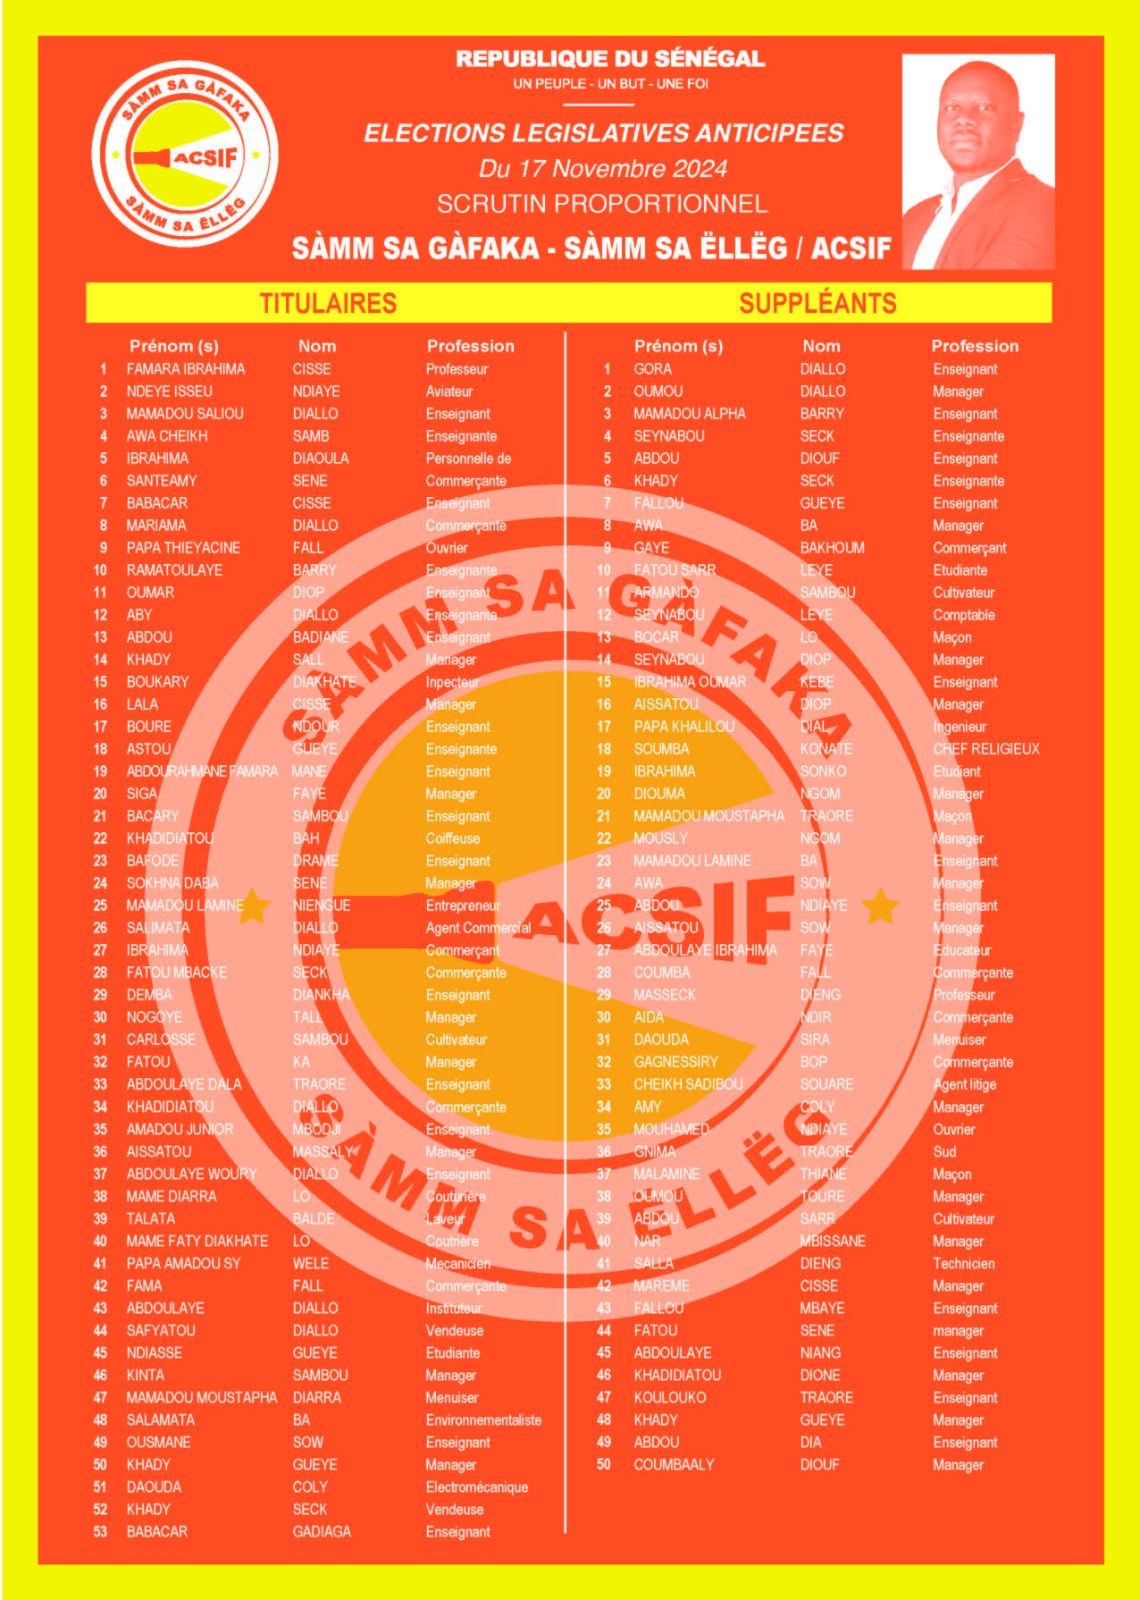 REPUBLIQUE DU SÉNÉGAL
UN PEUPLE - UN BUT - UNE FOI
ELECTIONS LEGISLATIVES ANTICIPEES
Du 17 Novembre 2024
SCRUTIN PROPORTIONNEL
SÀMM SA GÀFAKA - SÀMM SA ËLLËG / ACSIF
SÀMM SA GÀFAKA
ACSIF
SÀMM SA ËLLËG
TITULAIRES
Prénom (s) Nom Profession
1 FAMARA IBRAHIMA CISSE Professeur
2 NDEYE ISSEU NDIAYE Aviateur
3 MAMADOU SALIOU DIALLO Enseignant
4 AWA CHEIKH SAMB Enseignante
5 IBRAHIMA DIAOULA Personnelle de
6 SANTEAMY SENE Commerçante
7 BABACAR CISSE Enseignant
8 MARIAMA DIALLO Commerçante
9 PAPA THIEYACINE FALL Ouvrier
10 RAMATOULAYE BARRY Enseignante
11 OUMAR DIOP Enseignant
12 ABY DIALLO Enseignante
13 ABDOU BADIANE Enseignant
14 KHADY SALL Manager
15 BOUKARY DIAKHATE Inpecteur
16 LALA CISSE Manager
17 BOURE NDOUR Enseignant
18 ASTOU GUEYE Enseignante
19 ABDOURAHMANE FAMARA MANE Enseignant
20 SIGA FAYE Manager
21 BACARY SAMBOU Enseignant
22 KHADIDIATOU BAH Coiffeuse
23 BAFODE DRAME Enseignant
24 SOKHNA DABA SENE Manager
25 MAMADOU LAMINE NIENGUE Entrepreneur
26 SALIMATA DIALLO Agent Commercial
27 IBRAHIMA NDIAYE Commerçant
28 FATOU MBACKE SECK Commerçante
29 DEMBA DIANKHA Enseignant
30 NOGOYE TALL Manager
31 CARLOSSE SAMBOU Cultivateur
32 FATOU KA Manager
33 ABDOULAYE DALA TRAORE Enseignant
34 KHADIDIATOU DIALLO Commerçante
35 AMADOU JUNIOR MBODJI Enseignant
36 AISSATOU MASSALY Manager
37 ABDOULAYE WOURY DIALLO Enseignant
38 MAME DIARRA LO Couturière
39 TALATA BALDE Laveur
40 MAME FATY DIAKHATE LO Coutrière
41 PAPA AMADOU SY WELE Mecanicien
42 FAMA FALL Commerçante
43 ABDOULAYE DIALLO Instituteur
44 SAFYATOU DIALLO Vendeuse
45 NDIASSE GUEYE Etudiante
46 KINTA SAMBOU Manager
47 MAMADOU MOUSTAPHA DIARRA Menuiser
48 SALAMATA BA Environnementaliste
49 OUSMANE SOW Enseignant
50 KHADY GUEYE Manager
51 DAOUDA COLY Electromécanique
52 KHADY SECK Vendeuse
53 BABACAR GADIAGA Enseignant
SUPPLÉANTS
Prénom (s) Nom Profession
1 GORA DIALLO Enseignant
2 OUMOU DIALLO Manager
3 MAMADOU ALPHA BARRY Enseignant
4 SEYNABOU SECK Enseignante
5 ABDOU DIOUF Enseignant
6 KHADY SECK Enseignante
7 FALLOU GUEYE Enseignant
8 AWA BA Manager
9 GAYE BAKHOUM Commerçant
10 FATOU SARR LEYE Etudiante
11 ARMANDO SAMBOU Cultivateur
12 SEYNABOU LEYE Comptable
13 BOCAR LO Maçon
14 SEYNABOU DIOP Manager
15 IBRAHIMA OUMAR KEBE Enseignant
16 AISSATOU DIOP Manager
17 PAPA KHALILOU DIAL Ingenieur
18 SOUMBA KONATE CHEF RELIGIEUX
19 IBRAHIMA SONKO Etudiant
20 DIOUMA NGOM Manager
21 MAMADOU MOUSTAPHA TRAORE Maçon
22 MOUSLY NGOM Manager
23 MAMADOU LAMINE BA Enseignant
24 AWA SOW Manager
25 ABDOU NDIAYE Enseignant
26 AISSATOU SOW Manager
27 ABDOULAYE IBRAHIMA FAYE Educateur
28 COUMBA FALL Commerçante
29 MASSECK DIENG Professeur
30 AIDA NDIR Commerçante
31 DAOUDA SIRA Menuiser
32 GAGNESSIRY BOP Commerçante
33 CHEIKH SADIBOU SOUARE Agent litige
34 AMY COLY Manager
35 MOUHAMED NDIAYE Ouvrier
36 GNIMA TRAORE Sud
37 MALAMINE THIANE Maçon
38 OUMOU TOURE Manager
39 ABDOU SARR Cultivateur
40 NAR MBISSANE Manager
41 SALLA DIENG Technicien
42 MAREME CISSE Manager
43 FALLOU MBAYE Enseignant
44 FATOU SENE manager
45 ABDOULAYE NIANG Enseignant
46 KHADIDIATOU DIONE Manager
47 KOULOUKO TRAORE Enseignant
48 KHADY GUEYE Manager
49 ABDOU DIA Enseignant
50 COUMBAALY DIOUF Manager
SÀMM SA GÀFAKA
ACSIF
SÀMM SA ËLLËG